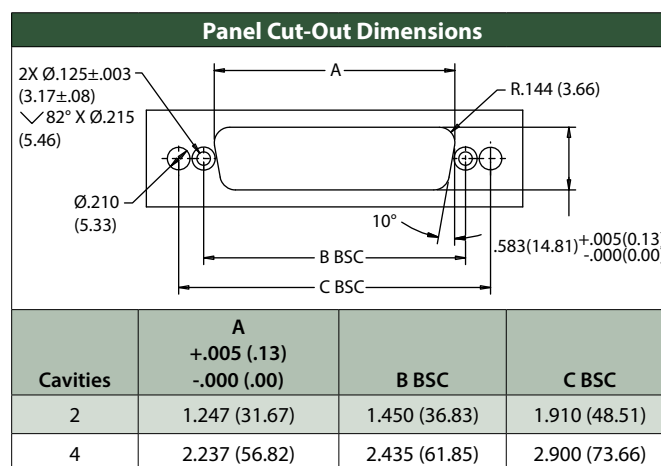 Panel Cut-Out Dimensions
2X Ø.125±.003
(3.17±.08)
⌵82° X Ø.215
(5.46)
A
R.144 (3.66)
Ø.210
(5.33)
10°
.583(14.81)+.005(0.13)
-.000(0.00)
B BSC
C BSC
Cavities A +.005 (.13) -.000 (.00) B BSC C BSC
2 1.247 (31.67) 1.450 (36.83) 1.910 (48.51)
4 2.237 (56.82) 2.435 (61.85) 2.900 (73.66)